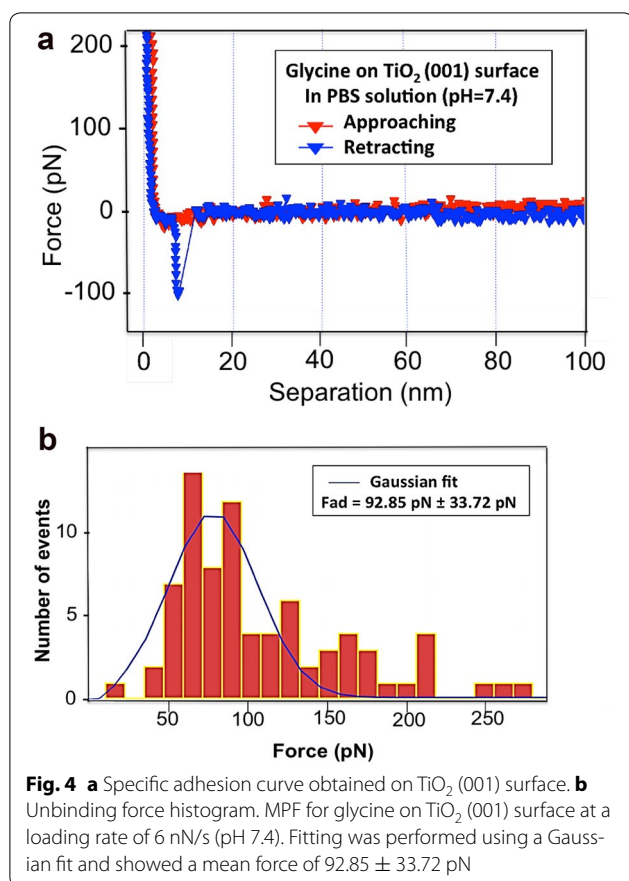 a
200
100
0
-100
Force (pN)
Glycine on TiO2 (001) surface
In PBS solution (pH=7.4)
Approaching
Retracting
0 20 40 60 80 100
Separation (nm)
b
10
5
0
Number of events
Gaussian fit
Fad = 92.85 pN ± 33.72 pN
50 100 150 200 250
Force (pN)
Fig. 4 a Specific adhesion curve obtained on TiO2 (001) surface. b
Unbinding force histogram. MPF for glycine on TiO2 (001) surface at a
loading rate of 6 nN/s (pH 7.4). Fitting was performed using a Gauss-
ian fit and showed a mean force of 92.85 ± 33.72 pN